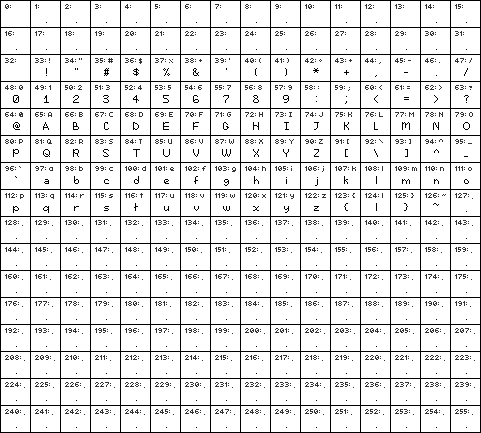 0: 1: 2: 3: 4: 5: 6: 7: 8: 9: 10: 11: 12: 13: 14: 15:
. . . . . . . . . . . . . . . .
16: 17: 18: 19: 20: 21: 22: 23: 24: 25: 26: 27: 28: 29: 30: 31:
. . . . . . . . . . . . . . . .
32: 33:! 34:" 35:# 36:$ 37:% 38:& 39:' 40:( 41:) 42:* 43:+ 44:, 45:- 46:. 47:/
! " # $ % & ' ( ) * + , - . /
48:0 49:1 50:2 51:3 52:4 53:5 54:6 55:7 56:8 57:9 58:: 59:; 60:< 61:= 62:> 63:?
0 1 2 3 4 5 6 7 8 9 : ; < = > ?
64:@ 65:A 66:B 67:C 68:D 69:E 70:F 71:G 72:H 73:I 74:J 75:K 76:L 77:M 78:N 79:O
@ A B C D E F G H I J K L M N O
80:P 81:Q 82:R 83:S 84:T 85:U 86:V 87:W 88:X 89:Y 90:Z 91:[ 92:\ 93:] 94:^ 95:_
P Q R S T U V W X Y Z [ \ ] ^ _
96:` 97:a 98:b 99:c 100:d 101:e 102:f 103:g 104:h 105:i 106:j 107:k 108:l 109:m 110:n 111:o
` a b c d e f g h i j k l m n o
112:p 113:q 114:r 115:s 116:t 117:u 118:v 119:w 120:x 121:y 122:z 123:{ 124:| 125:} 126:~ 127:.
p q r s t u v w x y z { | } ~ .
128:. 129:. 130:. 131:. 132:. 133:. 134:. 135:. 136:. 137:. 138:. 139:. 140:. 141:. 142:. 143:.
. . . . . . . . . . . . . . . .
144:. 145:. 146:. 147:. 148:. 149:. 150:. 151:. 152:. 153:. 154:. 155:. 156:. 157:. 158:. 159:.
. . . . . . . . . . . . . . . .
160:. 161:. 162:. 163:. 164:. 165:. 166:. 167:. 168:. 169:. 170:. 171:. 172:. 173:. 174:. 175:.
. . . . . . . . . . . . . . . .
176:. 177:. 178:. 179:. 180:. 181:. 182:. 183:. 184:. 185:. 186:. 187:. 188:. 189:. 190:. 191:.
. . . . . . . . . . . . . . . .
192:. 193:. 194:. 195:. 196:. 197:. 198:. 199:. 200:. 201:. 202:. 203:. 204:. 205:. 206:. 207:.
. . . . . . . . . . . . . . . .
208:. 209:. 210:. 211:. 212:. 213:. 214:. 215:. 216:. 217:. 218:. 219:. 220:. 221:. 222:. 223:.
. . . . . . . . . . . . . . . .
224:. 225:. 226:. 227:. 228:. 229:. 230:. 231:. 232:. 233:. 234:. 235:. 236:. 237:. 238:. 239:.
. . . . . . . . . . . . . . . .
240:. 241:. 242:. 243:. 244:. 245:. 246:. 247:. 248:. 249:. 250:. 251:. 252:. 253:. 254:. 255:.
. . . . . . . . . . . . . . . .